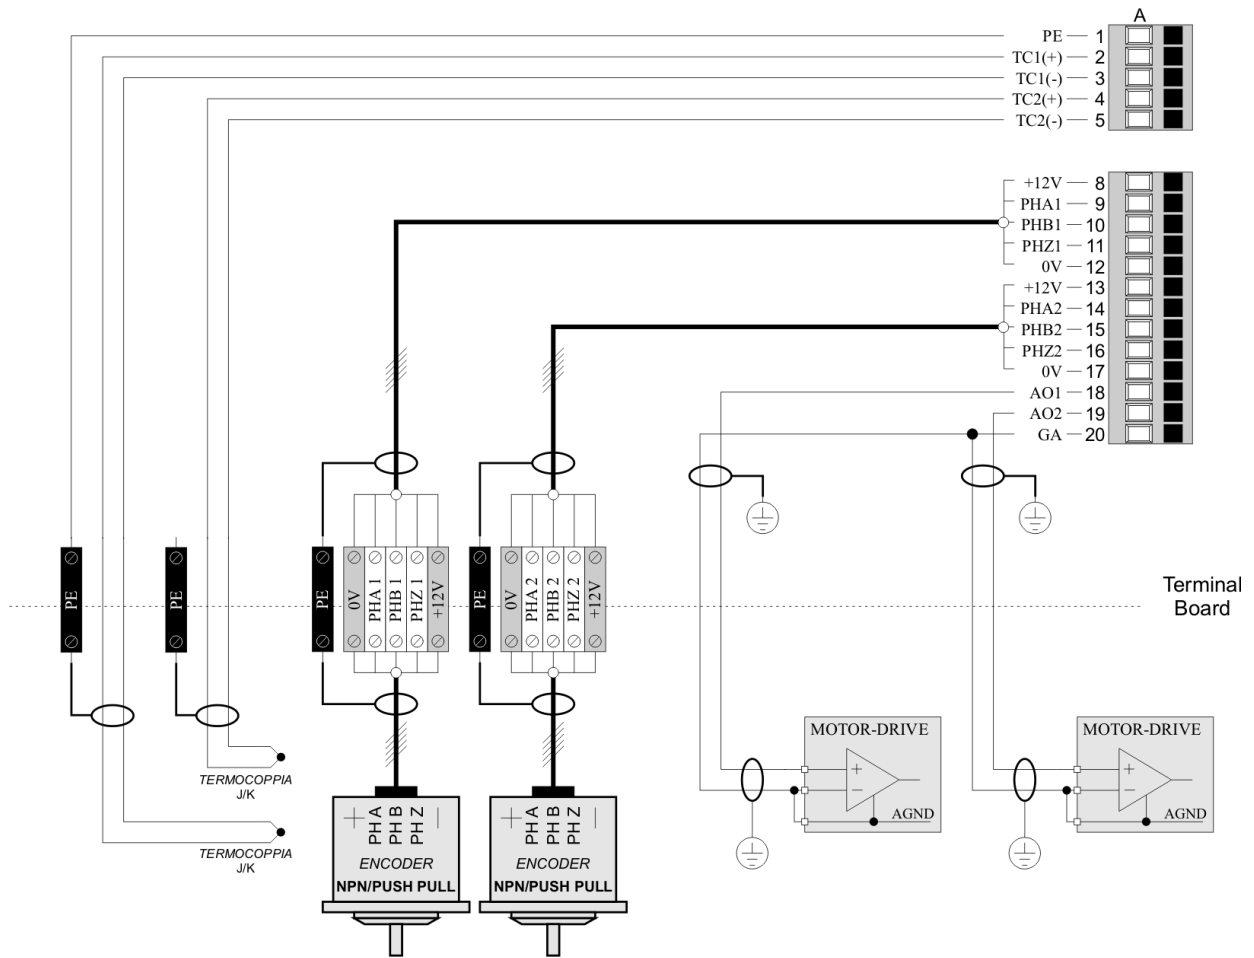 A
PE 1
TC1(+) 2
TC1(-) 3
TC2(+) 4
TC2(-) 5
+12V 8
PHA1 9
PHB1 10
PHZ1 11
0V 12
+12V 13
PHA2 14
PHB2 15
PHZ2 16
0V 17
AO1 18
AO2 19
GA 20
PE
PE
PE
0V
PHA 1
PHB 1
PHZ 1
+12V
PE
0V
PHA 2
PHB 2
PHZ 2
+12V
Terminal
Board
TERMOCOPPIA
J/K
TERMOCOPPIA
J/K
+ PH A PH B PH Z −
ENCODER
NPN/PUSH PULL
+ PH A PH B PH Z −
ENCODER
NPN/PUSH PULL
MOTOR-DRIVE
+
−
AGND
MOTOR-DRIVE
+
−
AGND